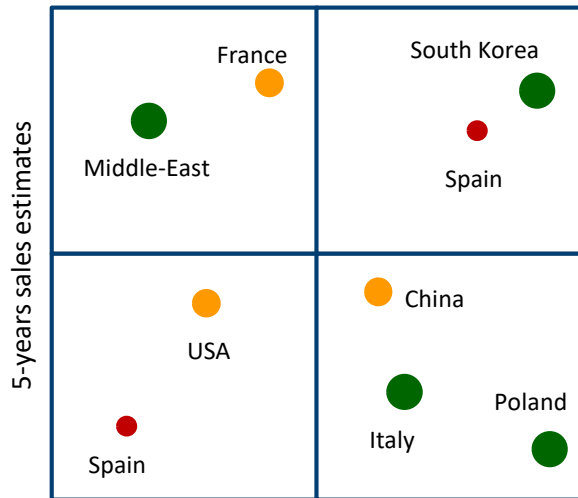 South Korea
France
Middle-East
Spain
5-years sales estimates
China
USA
Poland
Italy
Spain